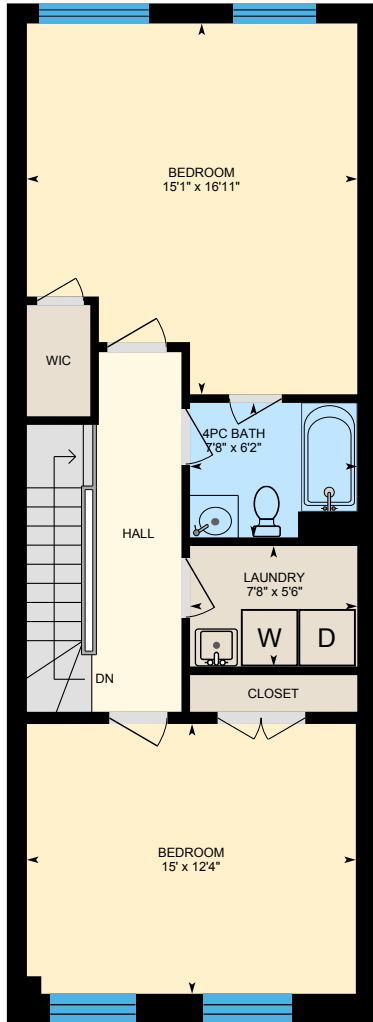 BEDROOM
15'1" x 16'11"
WIC
4PC BATH
7'8" x 6'2"
HALL
LAUNDRY
7'8" x 5'6"
W D
DN
CLOSET
BEDROOM
15' x 12'4"